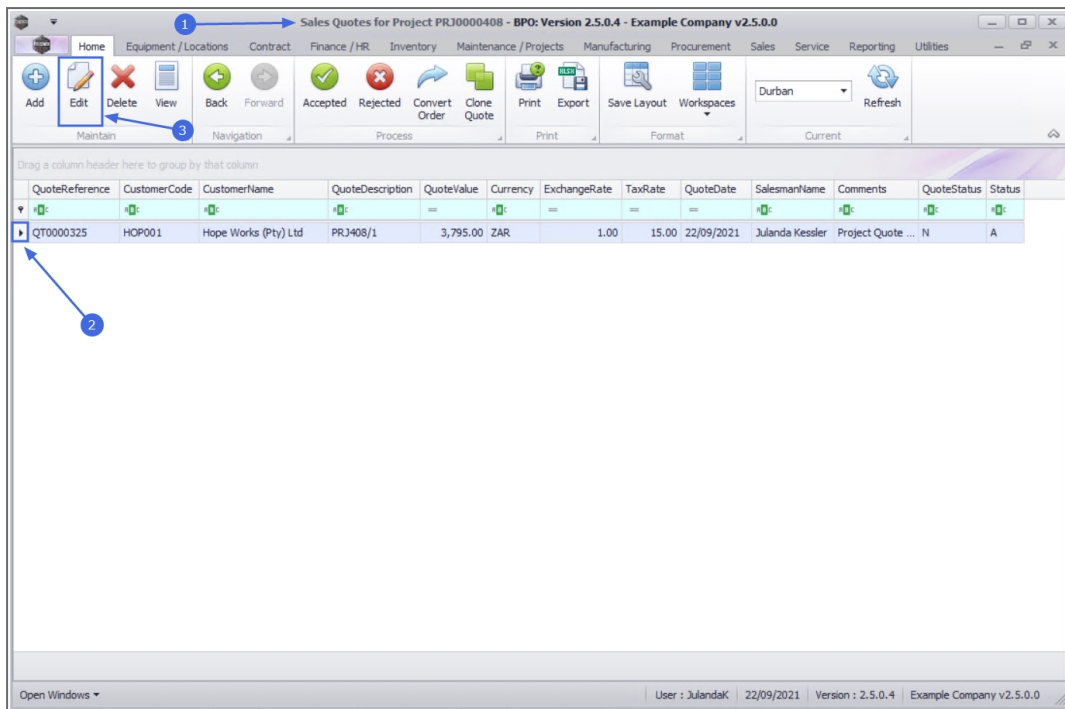 1
Sales Quotes for Project PRJ0000408 - BPO: Version 2.5.0.4 - Example Company v2.5.0.0
Home Equipment / Locations Contract Finance / HR Inventory Maintenance / Projects Manufacturing Procurement Sales Service Reporting Utilities
Add Edit Delete View Back Forward Accepted Rejected Convert Order Clone Quote Print Export Save Layout Workspaces Durban Refresh
3
Maintain Navigation Process Print Format Current
Drag a column header here to group by that column
QuoteReference CustomerCode CustomerName QuoteDescription QuoteValue Currency ExchangeRate TaxRate QuoteDate SalesmanName Comments QuoteStatus Status
QT0000325 HOP001 Hope Works (Pty) Ltd PRJ408/1 3,795.00 ZAR 1.00 15.00 22/09/2021 Julanda Kessler Project Quote ... N A
2
Open Windows User : JulandaK 22/09/2021 Version : 2.5.0.4 Example Company v2.5.0.0